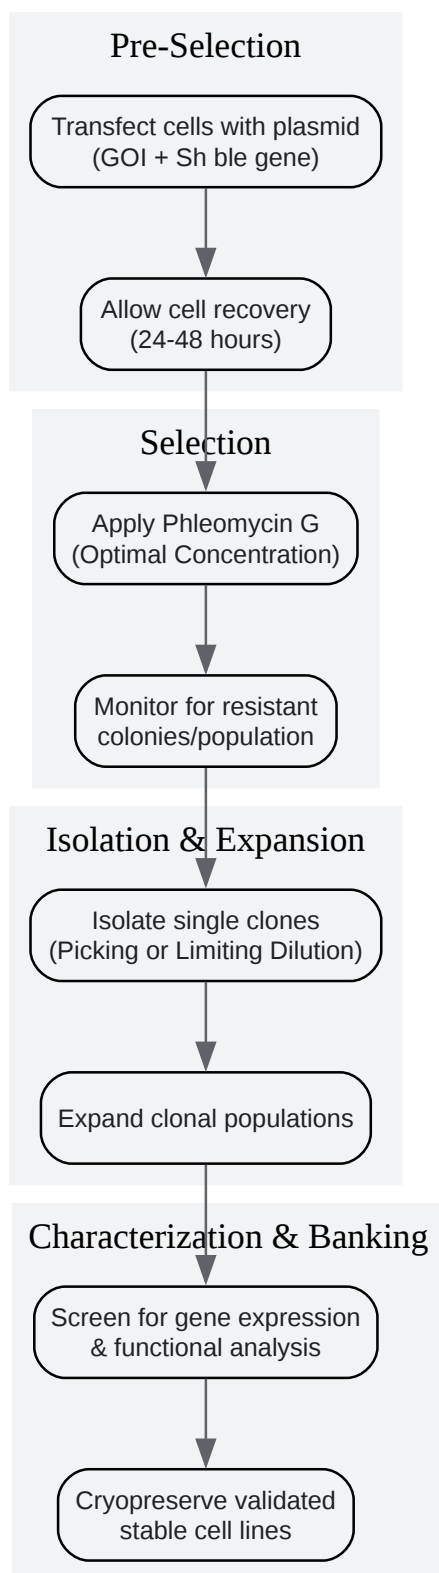 Pre-Selection
Transfect cells with plasmid
(GOI + Sh ble gene)
Allow cell recovery
(24-48 hours)
Selection
Apply Phleomycin G
(Optimal Concentration)
Monitor for resistant
colonies/population
Isolation & Expansion
Isolate single clones
(Picking or Limiting Dilution)
Expand clonal populations
Characterization & Banking
Screen for gene expression
& functional analysis
Cryopreserve validated
stable cell lines